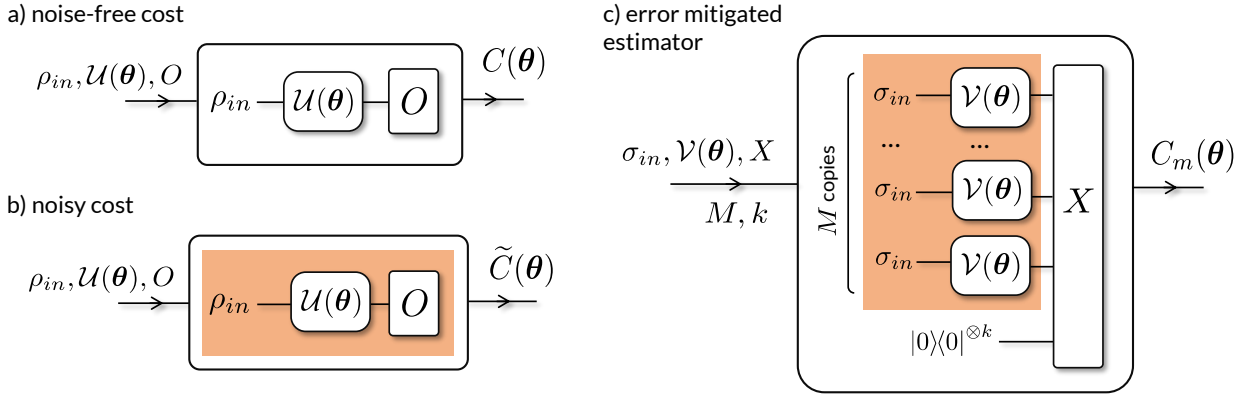 a) noise-free cost
ρ_in, 𝒰(θ), O
ρ_in
𝒰(θ)
O
C(θ)
b) noisy cost
ρ_in, 𝒰(θ), O
ρ_in
𝒰(θ)
O
C̃(θ)
c) error mitigated
estimator
σ_in, 𝒱(θ), X
M, k
M copies
σ_in
𝒱(θ)
... ...
σ_in
𝒱(θ)
σ_in
𝒱(θ)
|0⟩⟨0|^⊗k
X
C_m(θ)